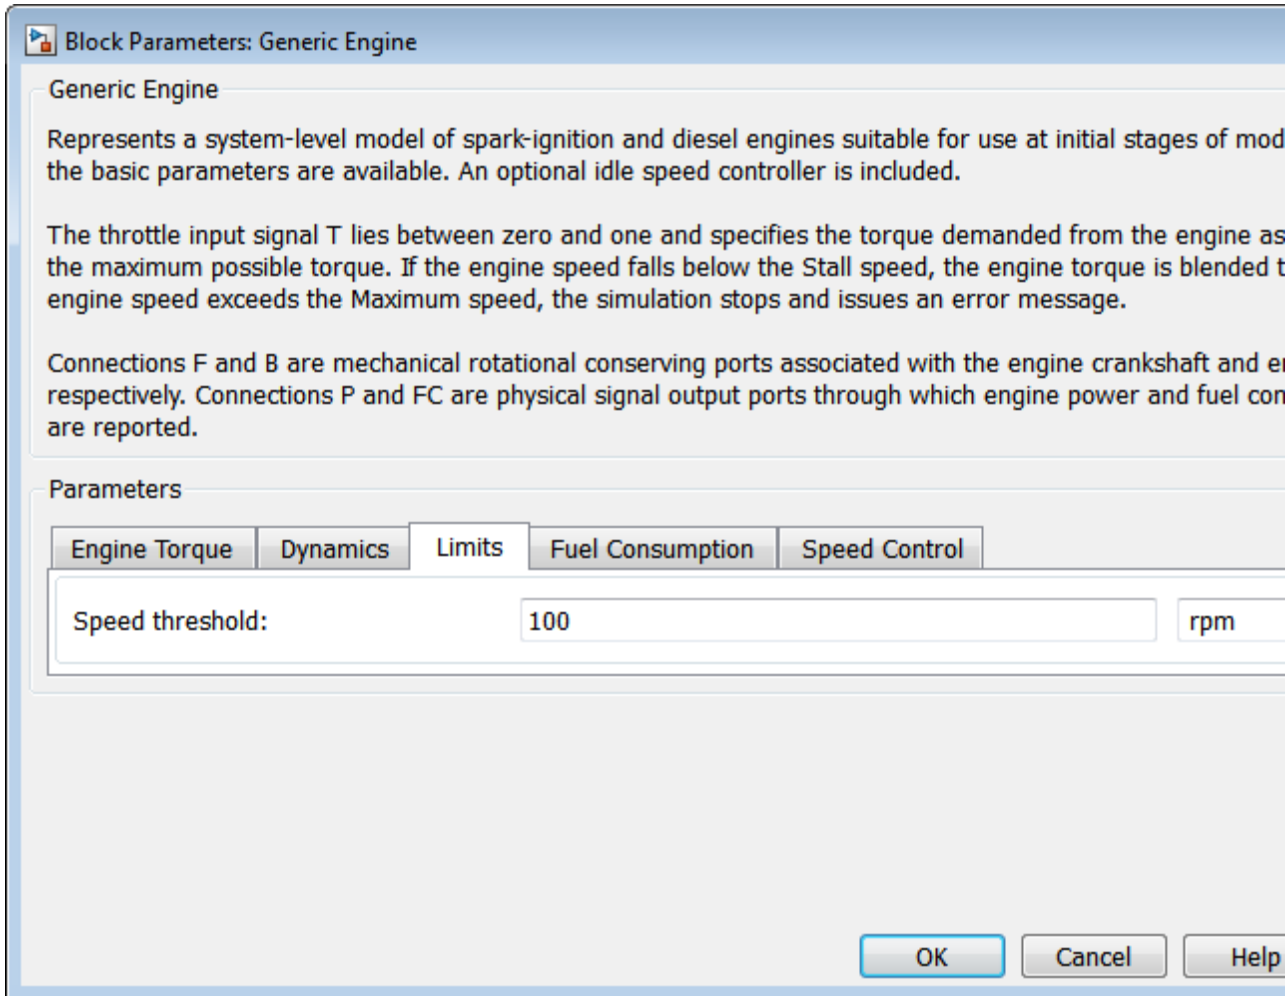 Block Parameters: Generic Engine
Generic Engine
Represents a system-level model of spark-ignition and diesel engines suitable for use at initial stages of
the basic parameters are available. An optional idle speed controller is included.
The throttle input signal T lies between zero and one and specifies the torque demanded from the engine as
the maximum possible torque. If the engine speed falls below the Stall speed, the engine torque is blended
engine speed exceeds the Maximum speed, the simulation stops and issues an error message.
Connections F and B are mechanical rotational conserving ports associated with the engine crankshaft and
respectively. Connections P and FC are physical signal output ports through which engine power and fuel
are reported.
Parameters
Engine Torque Dynamics Limits Fuel Consumption Speed Control
Speed threshold: 100 rpm
OK Cancel Help